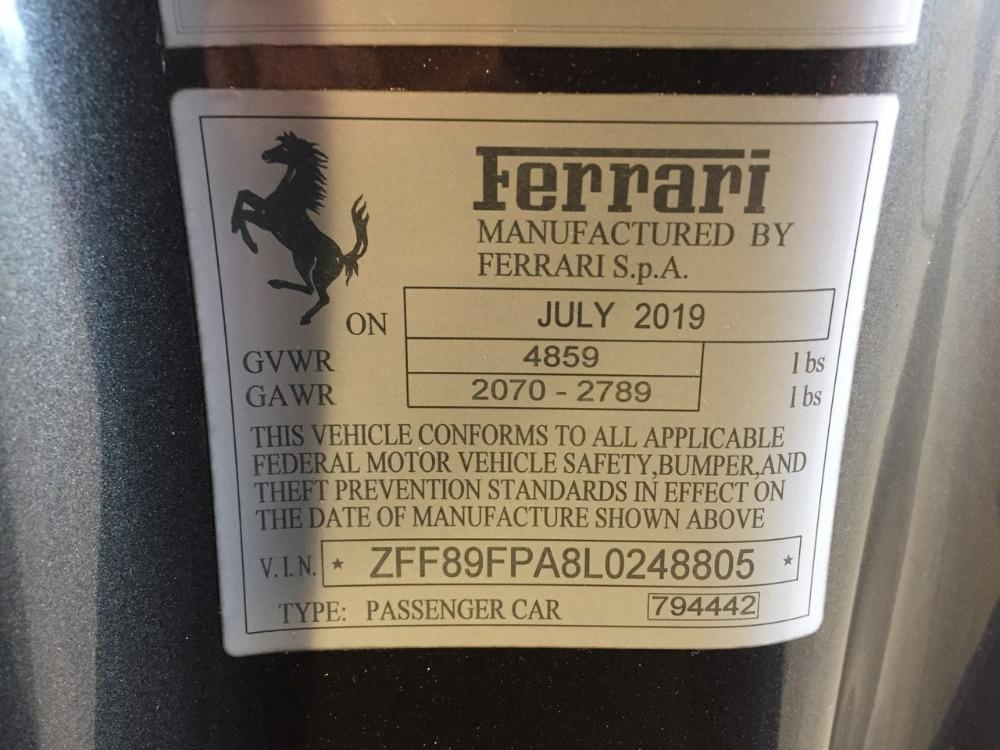 Ferrari
MANUFACTURED BY
FERRARI S.p.A.
ON JULY 2019
GVWR 4859 lbs
GAWR 2070 - 2789 lbs
THIS VEHICLE CONFORMS TO ALL APPLICABLE
FEDERAL MOTOR VEHICLE SAFETY,BUMPER,AND
THEFT PREVENTION STANDARDS IN EFFECT ON
THE DATE OF MANUFACTURE SHOWN ABOVE
V.I.N. * ZFF89FPA8L0248805 *
TYPE: PASSENGER CAR 794442